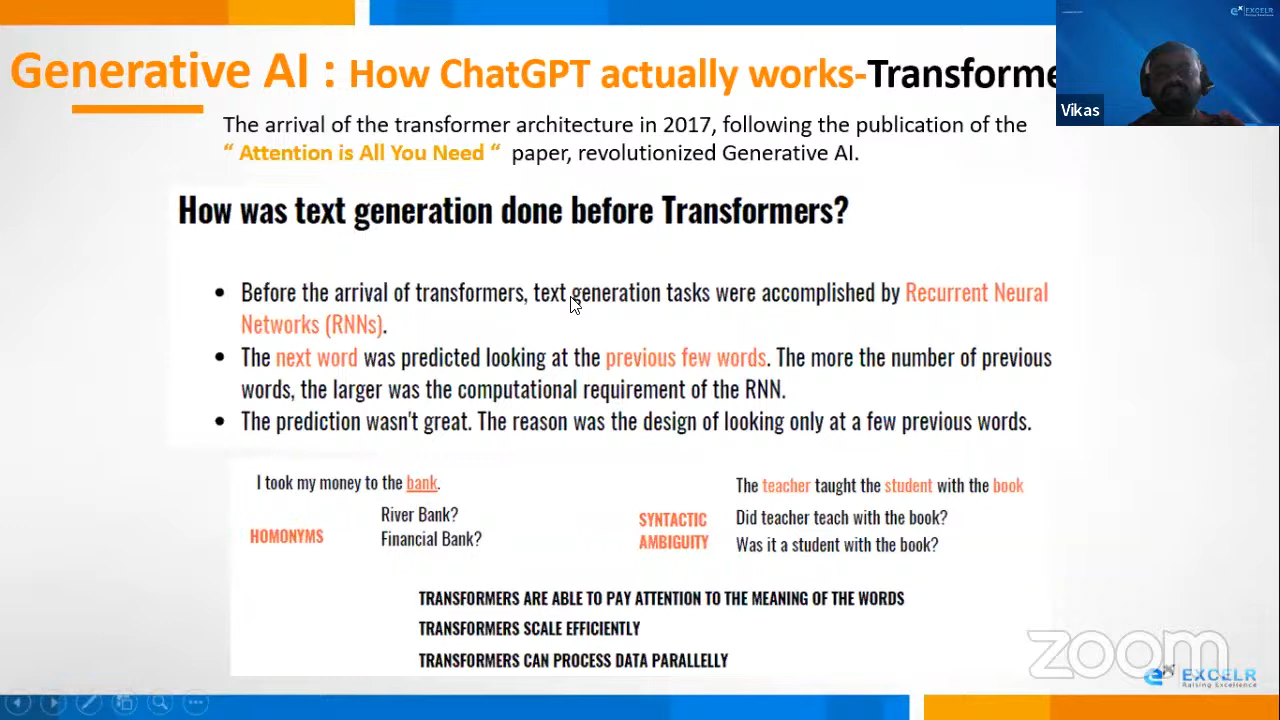 Generative AI : How ChatGPT actually works-Transforme
The arrival of the transformer architecture in 2017, following the publication of the
“ Attention is All You Need “ paper, revolutionized Generative AI.
Vikas
EXCELR
Raising Excellence
How was text generation done before Transformers?
• Before the arrival of transformers, text generation tasks were accomplished by Recurrent Neural
Networks (RNNs).
• The next word was predicted looking at the previous few words. The more the number of previous
words, the larger was the computational requirement of the RNN.
• The prediction wasn't great. The reason was the design of looking only at a few previous words.
I took my money to the bank.
HOMONYMS
River Bank?
Financial Bank?
The teacher taught the student with the book
SYNTACTIC
AMBIGUITY
Did teacher teach with the book?
Was it a student with the book?
TRANSFORMERS ARE ABLE TO PAY ATTENTION TO THE MEANING OF THE WORDS
TRANSFORMERS SCALE EFFICIENTLY
TRANSFORMERS CAN PROCESS DATA PARALLELLY
zoom
EXCELR
Raising Excellence